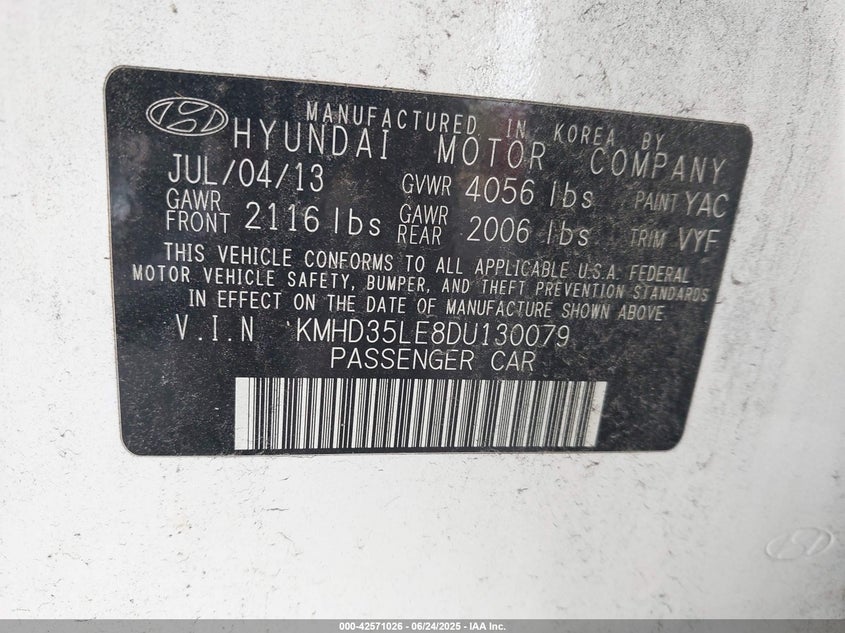 MANUFACTURED IN KOREA BY
HYUNDAI MOTOR COMPANY
JUL/04/13 GVWR 4056 lbs PAINT YAC
GAWR FRONT 2116 lbs GAWR REAR 2006 lbs TRIM VYF
THIS VEHICLE CONFORMS TO ALL APPLICABLE U.S.A. FEDERAL
MOTOR VEHICLE SAFETY, BUMPER, AND THEFT PREVENTION STANDARDS
IN EFFECT ON THE DATE OF MANUFACTURE SHOWN ABOVE
V.I.N KMHD35LE8DU130079
PASSENGER CAR
000-42571026 - 06/24/2025 - IAA Inc.